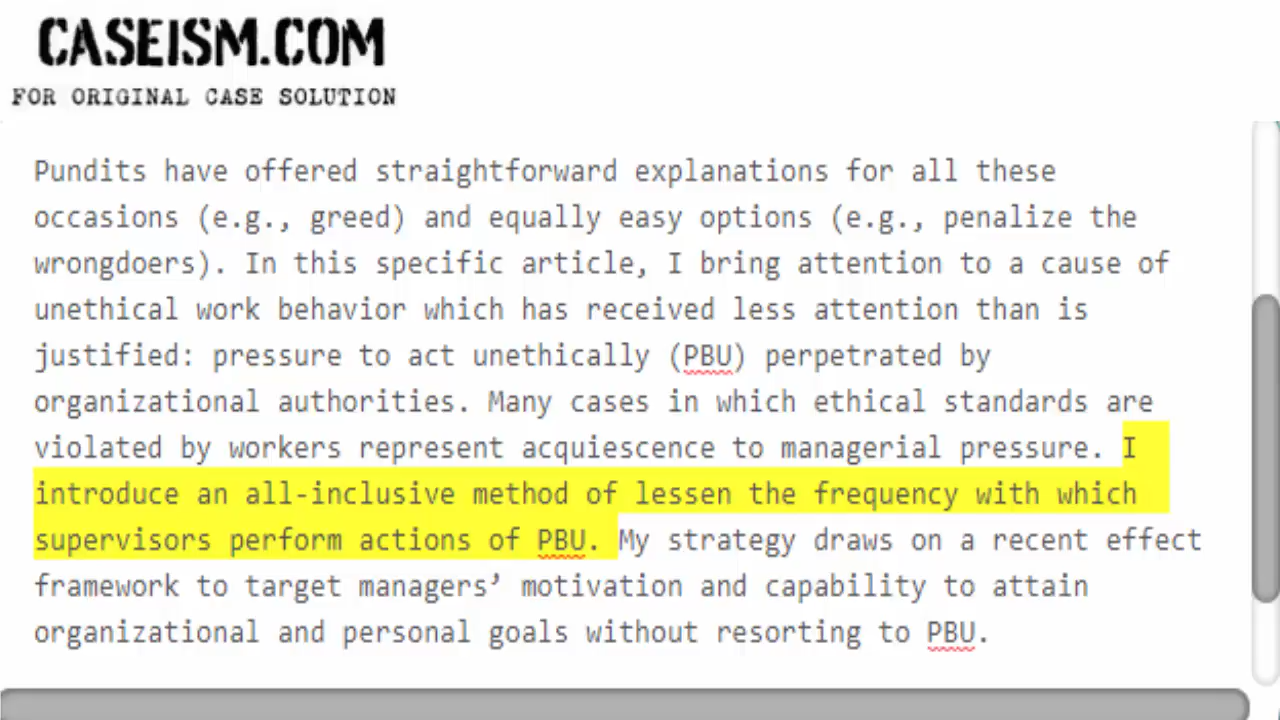 CASEISM.COM
FOR ORIGINAL CASE SOLUTION
Pundits have offered straightforward explanations for all these
occasions (e.g., greed) and equally easy options (e.g., penalize the
wrongdoers). In this specific article, I bring attention to a cause of
unethical work behavior which has received less attention than is
justified: pressure to act unethically (PBU) perpetrated by
organizational authorities. Many cases in which ethical standards are
violated by workers represent acquiescence to managerial pressure. I
introduce an all-inclusive method of lessen the frequency with which
supervisors perform actions of PBU. My strategy draws on a recent effect
framework to target managers’ motivation and capability to attain
organizational and personal goals without resorting to PBU.